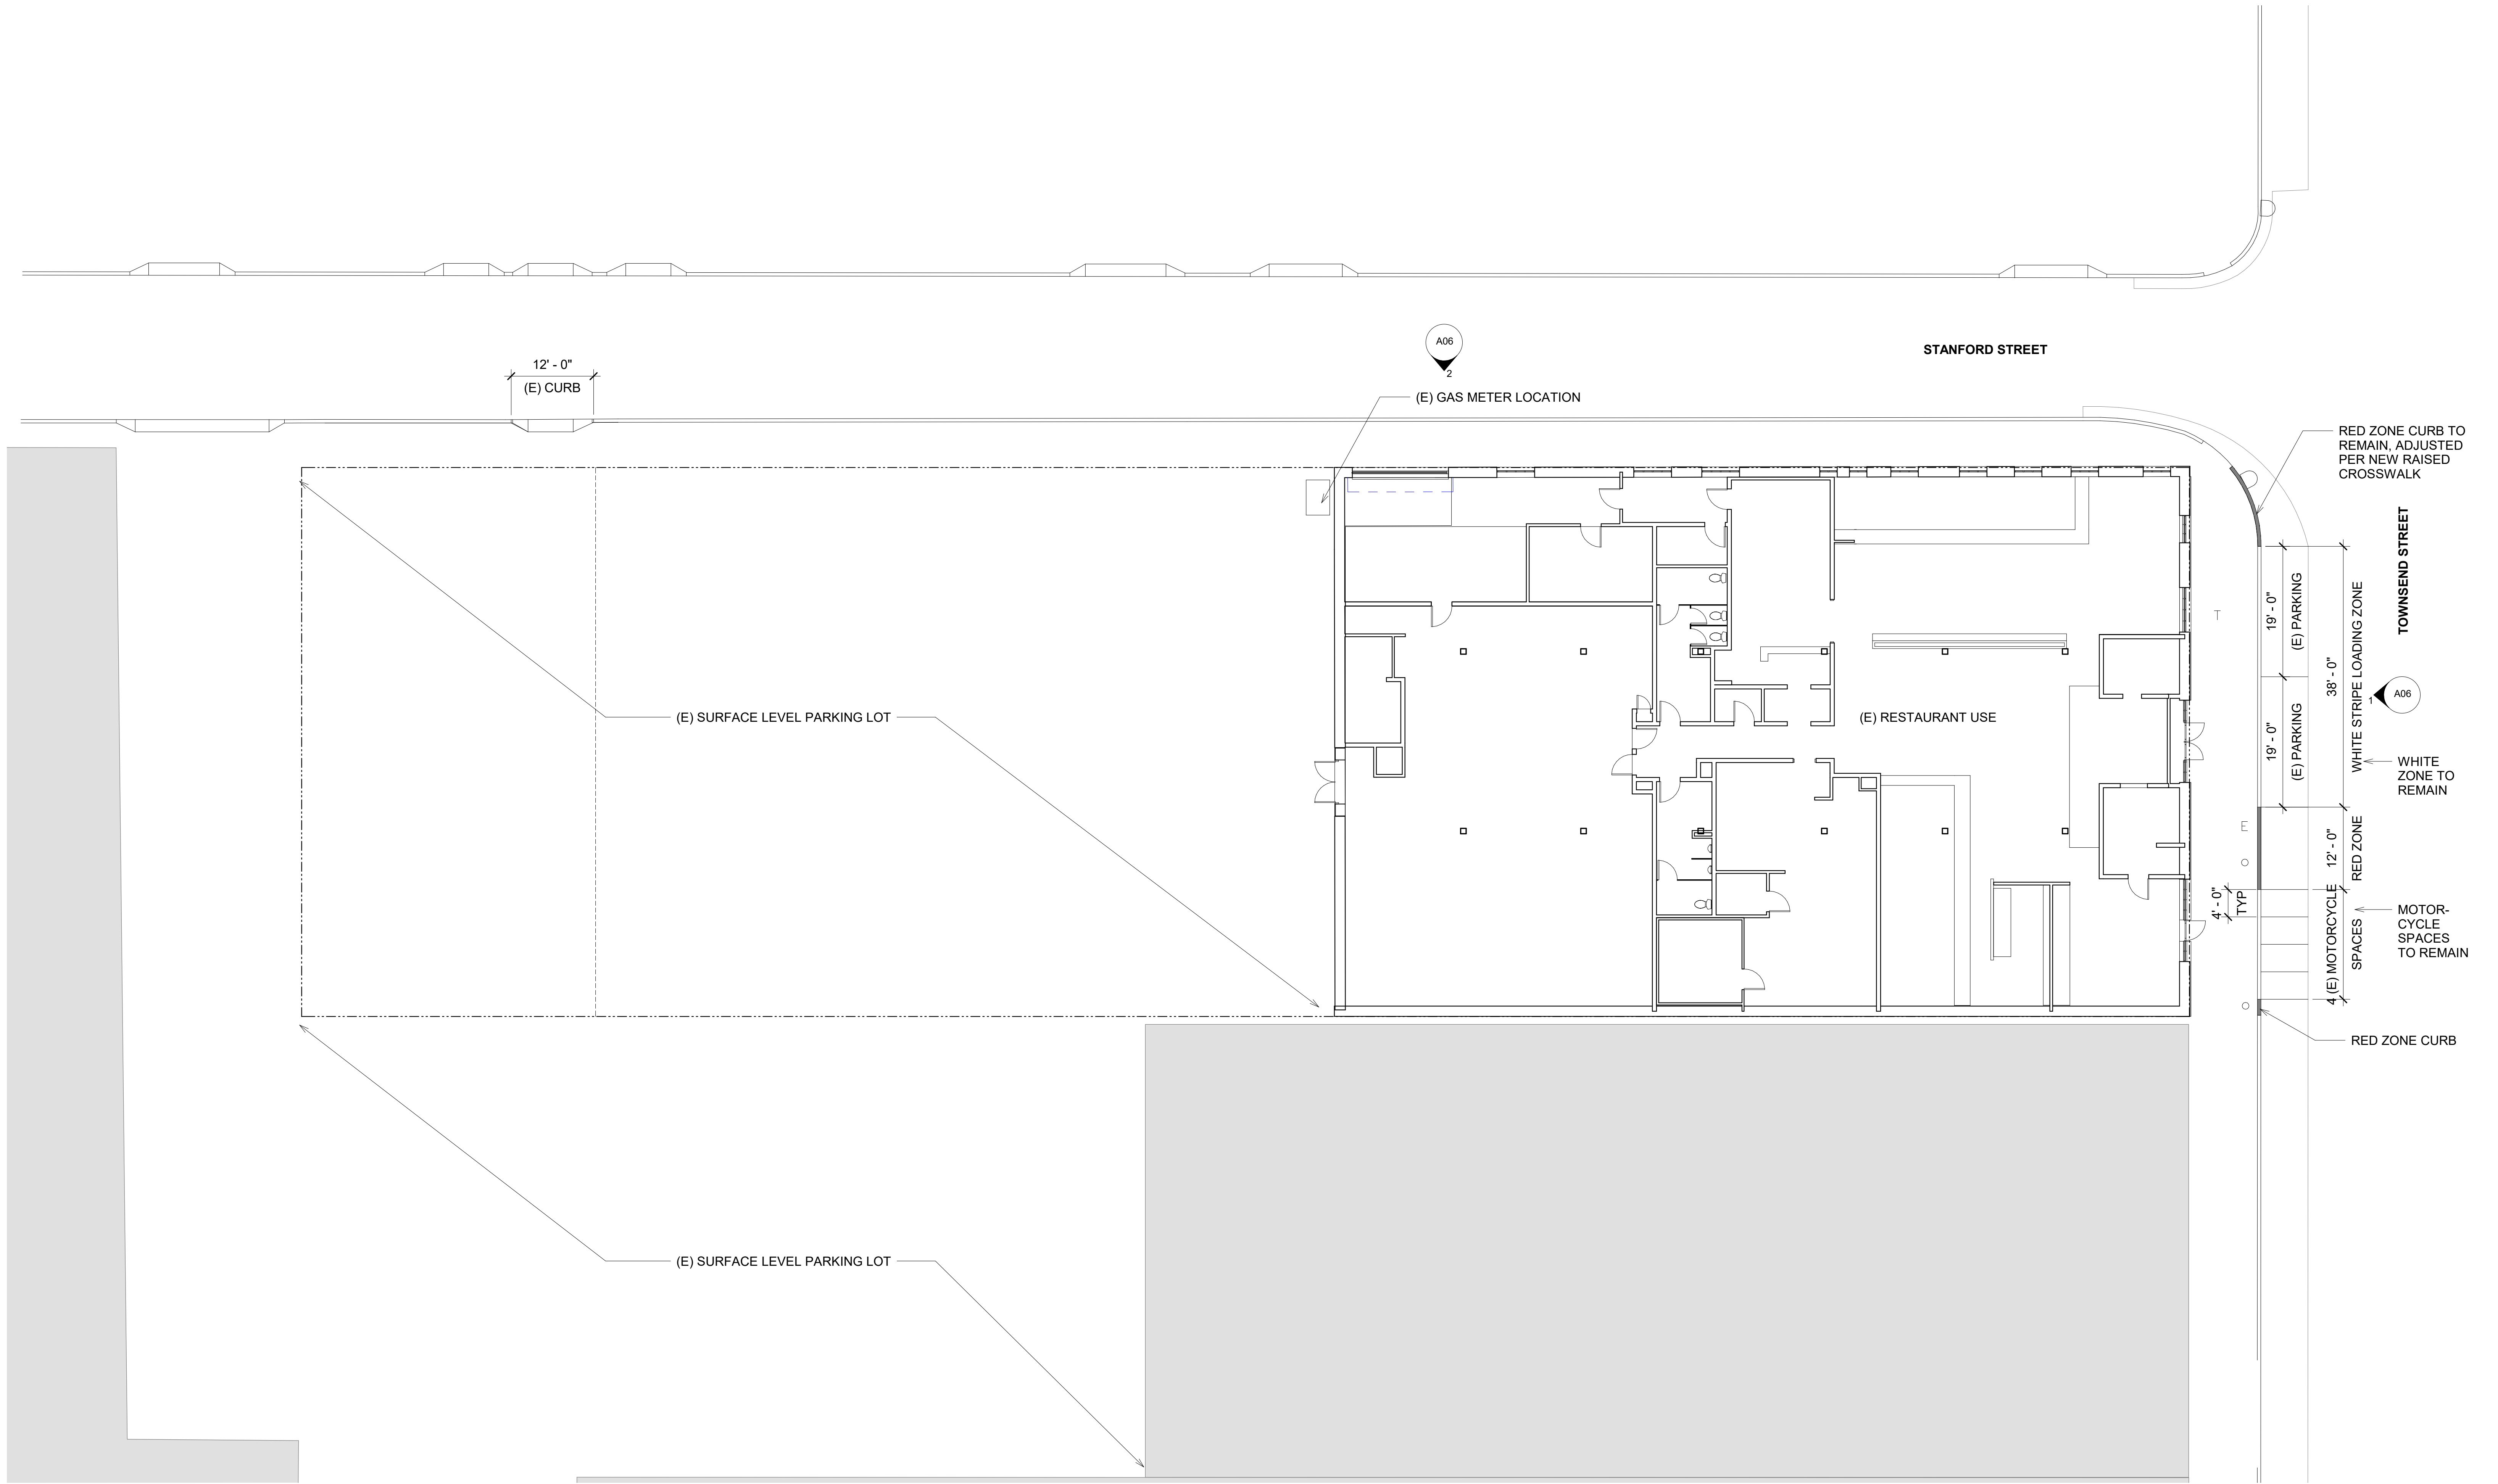 STANFORD STREET
A06
2
12' - 0"
(E) CURB
(E) GAS METER LOCATION
RED ZONE CURB TO
REMAIN, ADJUSTED
PER NEW RAISED
CROSSWALK
TOWNSEND STREET
19' - 0"
(E) PARKING
38' - 0"
WHITE STRIPE LOADING ZONE
T
(E) SURFACE LEVEL PARKING LOT
(E) RESTAURANT USE
1
A06
19' - 0"
(E) PARKING
WHITE
ZONE TO
REMAIN
E
12' - 0"
RED ZONE
4' - 0"
TYP
4 (E) MOTORCYCLE
SPACES
MOTOR-
CYCLE
SPACES
TO REMAIN
RED ZONE CURB
(E) SURFACE LEVEL PARKING LOT